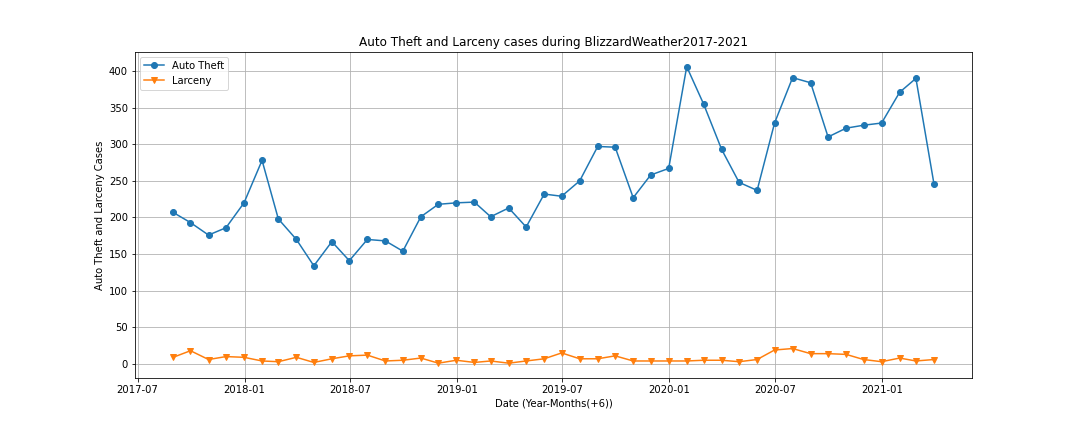 Auto Theft and Larceny cases during BlizzardWeather2017-2021
Auto Theft
Larceny
Auto Theft and Larceny Cases
400
350
300
250
200
150
100
50
0
2017-07 2018-01 2018-07 2019-01 2019-07 2020-01 2020-07 2021-01
Date (Year-Months(+6))